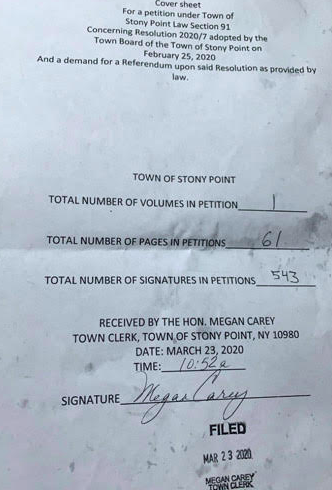 Cover sheet
For a petition under Town of
Stony Point Law Section 91
Concerning Resolution 2020/7 adopted by the
Town Board of the Town of Stony Point on
February 25, 2020
And a demand for a Referendum upon said Resolution as provided by
law.
TOWN OF STONY POINT
TOTAL NUMBER OF VOLUMES IN PETITION 1
TOTAL NUMBER OF PAGES IN PETITIONS 61
TOTAL NUMBER OF SIGNATURES IN PETITIONS 543
RECEIVED BY THE HON. MEGAN CAREY
TOWN CLERK, TOWN OF STONY POINT, NY 10980
DATE: MARCH 23, 2020
TIME: 10:52a
SIGNATURE Megan Carey
FILED
MAR 23 2020
MEGAN CAREY
TOWN CLERK